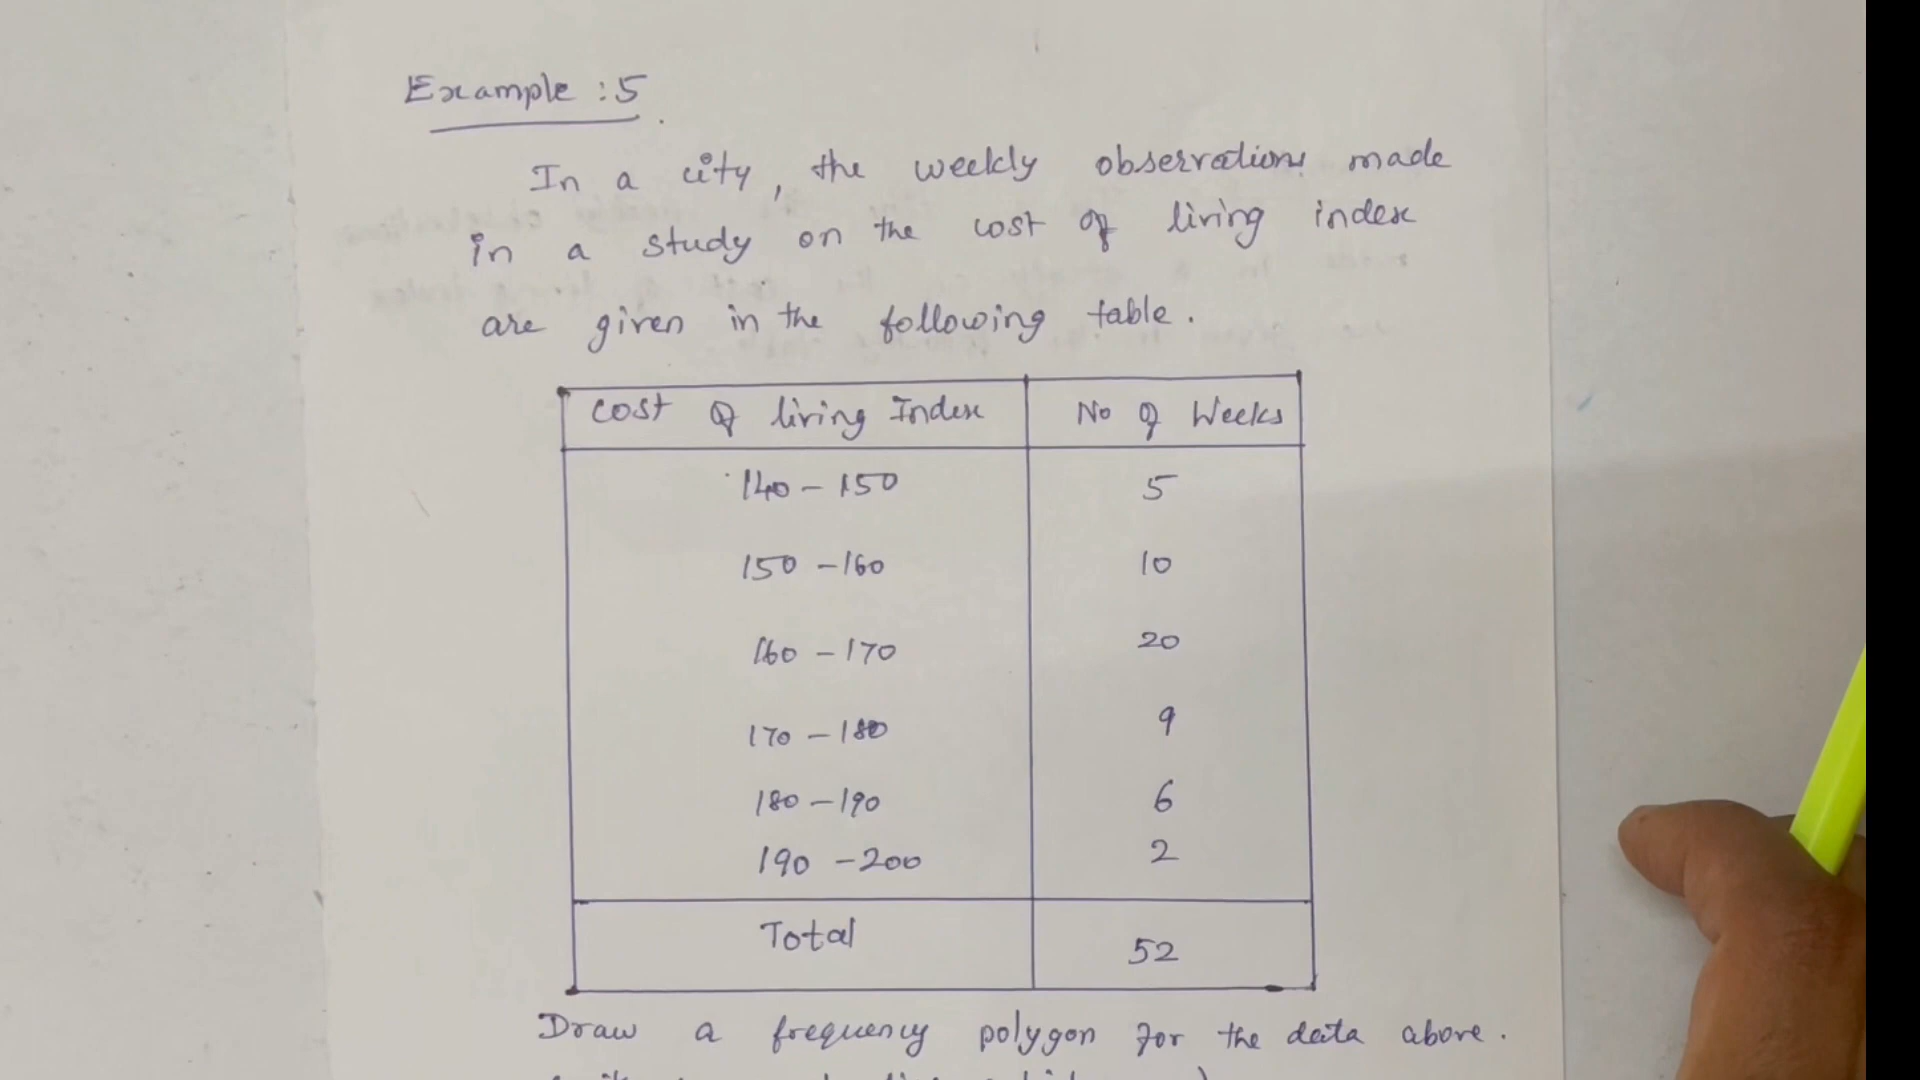 Example : 5
In a city, the weekly observations made
in a study on the cost of living index
are given in the following table.
Cost of living Index No of Weeks
140 - 150 5
150 - 160 10
160 - 170 20
170 - 180 9
180 - 190 6
190 - 200 2
Total 52
Draw a frequency polygon for the data above.